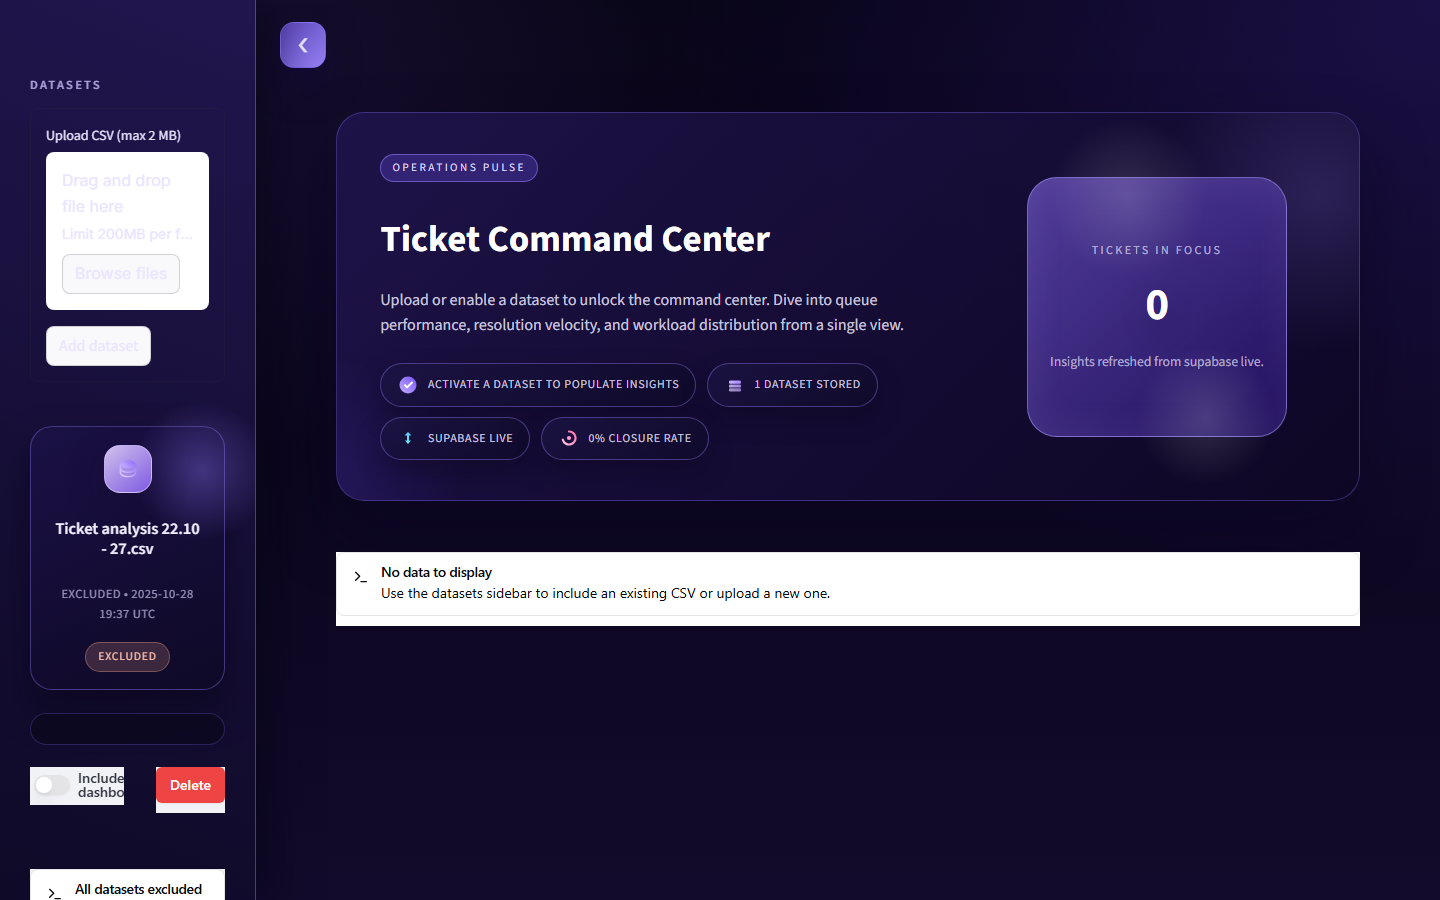 DATASETS
Upload CSV (max 2 MB)
Drag and drop
file here
Limit 200MB per f...
Browse files
Add dataset
Ticket analysis 22.10
- 27.csv
EXCLUDED • 2025-10-28
19:37 UTC
EXCLUDED
Include
dashbo
Delete
All datasets excluded
OPERATIONS PULSE
Ticket Command Center
Upload or enable a dataset to unlock the command center. Dive into queue
performance, resolution velocity, and workload distribution from a single view.
ACTIVATE A DATASET TO POPULATE INSIGHTS
1 DATASET STORED
SUPABASE LIVE
0% CLOSURE RATE
TICKETS IN FOCUS
0
Insights refreshed from supabase live.
No data to display
Use the datasets sidebar to include an existing CSV or upload a new one.